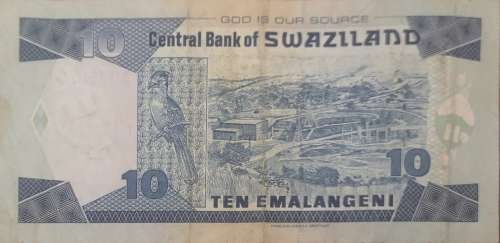 GOD IS OUR SOURCE
10
Central Bank of SWAZILAND
10
10
TEN EMALANGENI